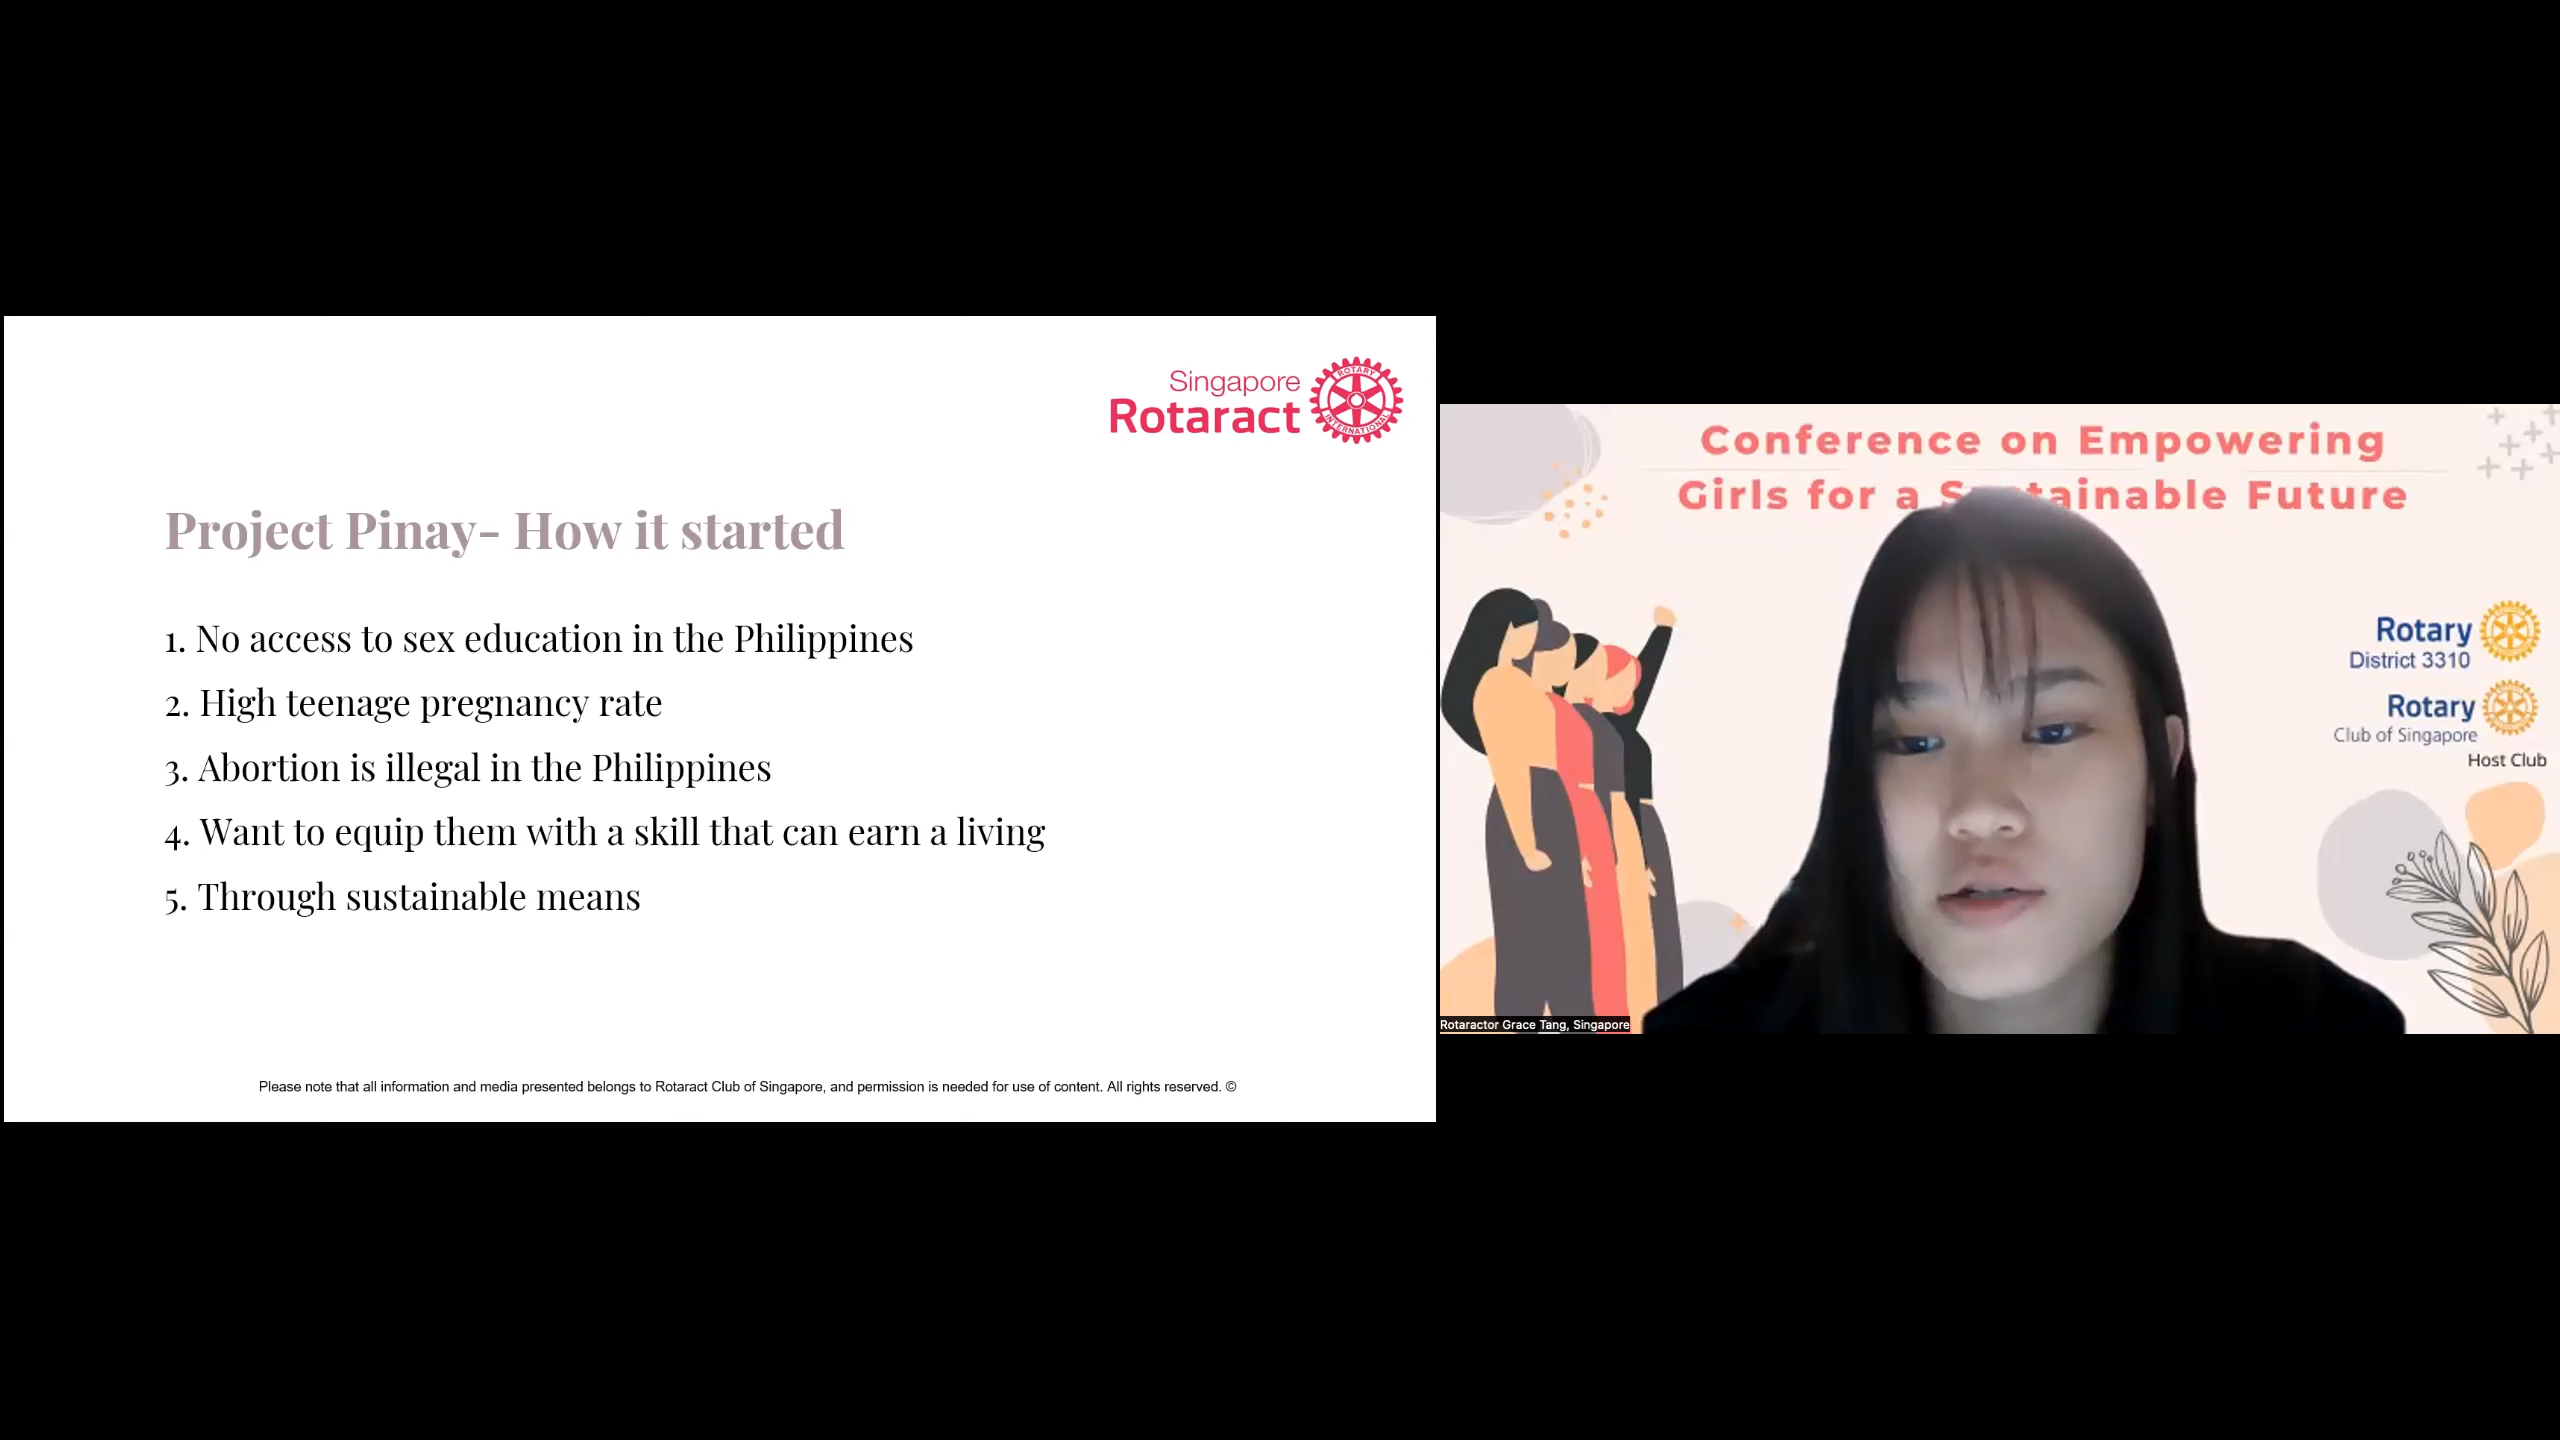 Singapore
Rotaract
ROTARY
INTERNATIONAL
Project Pinay- How it started
1. No access to sex education in the Philippines
2. High teenage pregnancy rate
3. Abortion is illegal in the Philippines
4. Want to equip them with a skill that can earn a living
5. Through sustainable means
Please note that all information and media presented belongs to Rotaract Club of Singapore, and permission is needed for use of content. All rights reserved. ©
Conference on Empowering
Girls for a S tainable Future
Rotary
District 3310
Rotary
Club of Singapore
Host Club
Rotaractor Grace Tang, Singapore